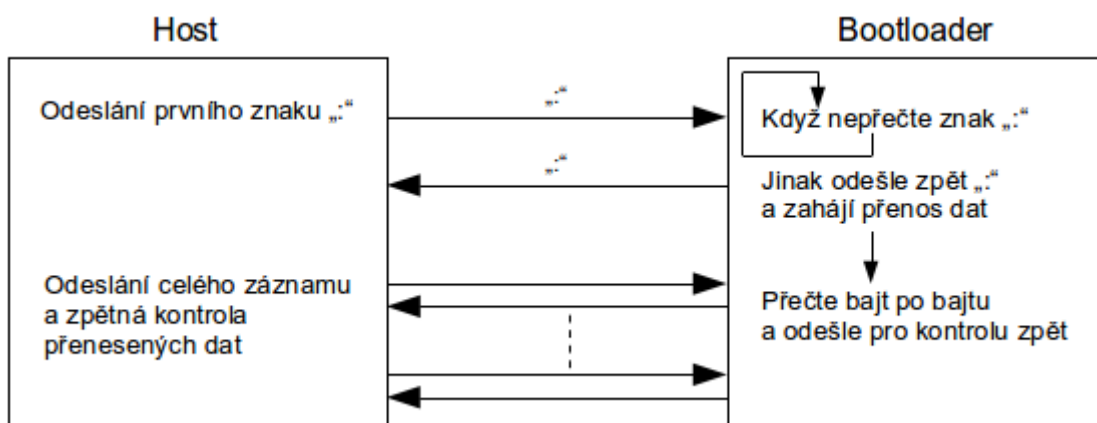 Host
Bootloader
Odeslání prvního znaku „:“
„:“
Když nepřečte znak „:“
„:“
Jinak odešle zpět „:“
a zahájí přenos dat
Odeslání celého záznamu
a zpětná kontrola
přenesených dat
Přečte bajt po bajtu
a odešle pro kontrolu zpět